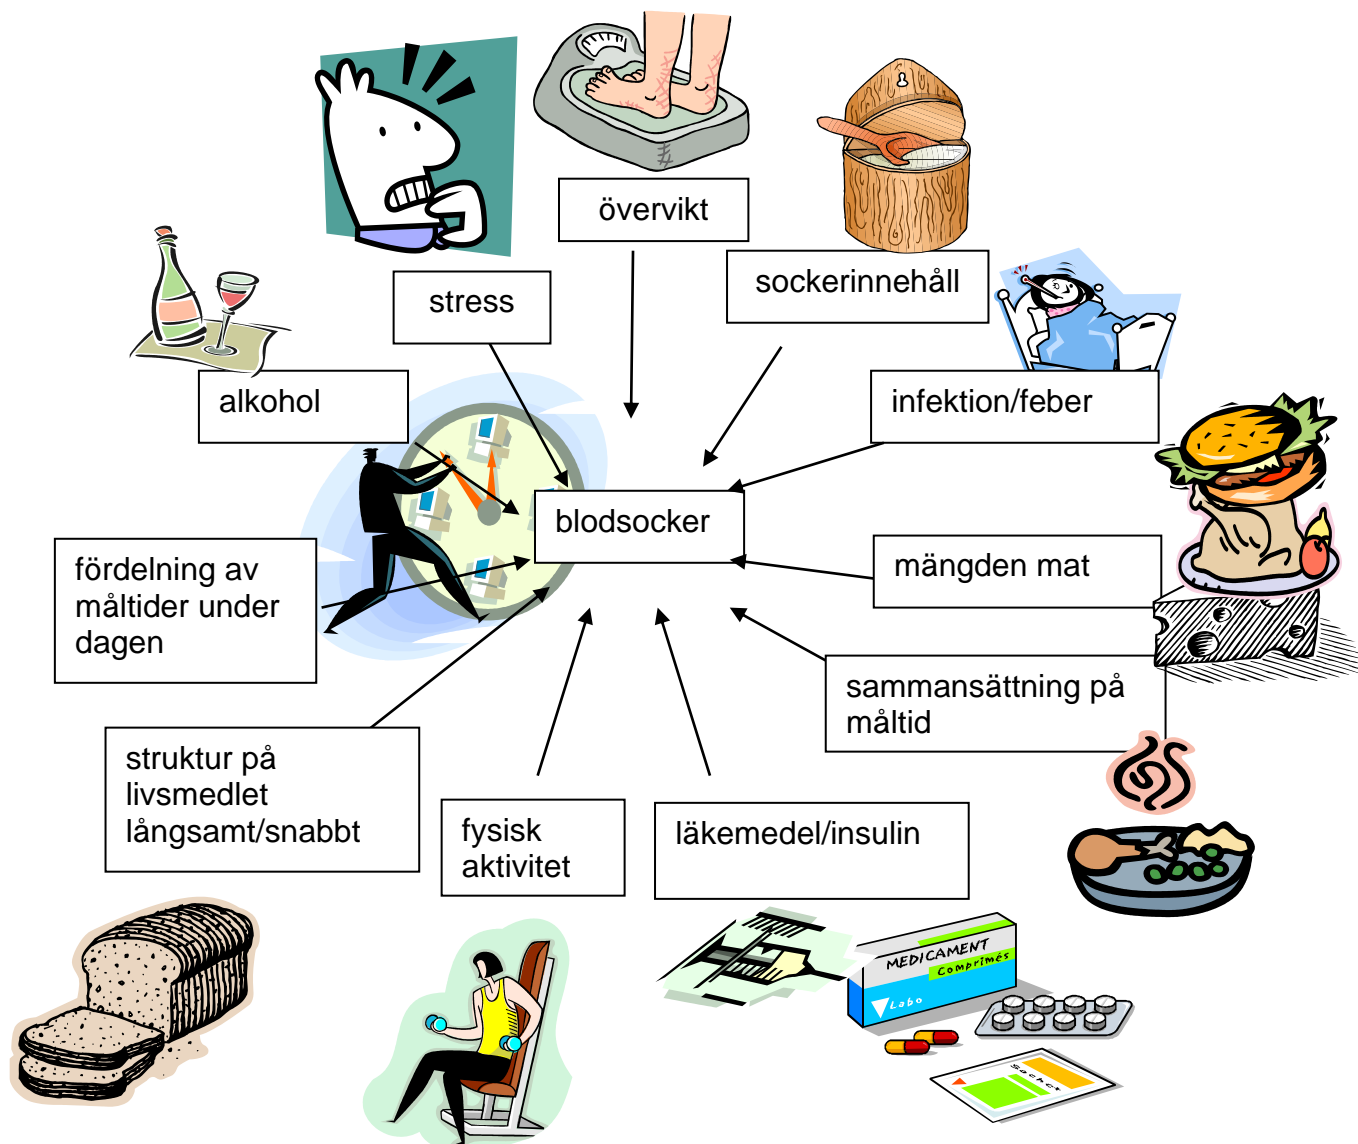 övervikt
sockerinnehåll
stress
alkohol
infektion/feber
blodsocker
mängden mat
fördelning av
måltider under
dagen
sammansättning på
måltid
struktur på
livsmedlet
långsamt/snabbt
fysisk
aktivitet
läkemedel/insulin
MEDICAMENT
Comprimés
Labo
Sachet